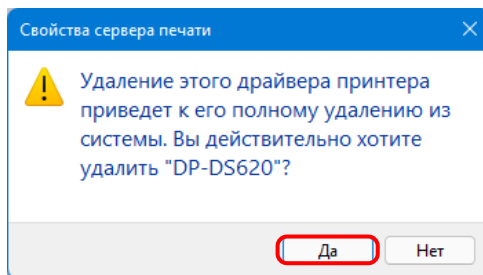 Свойства сервера печати
Удаление этого драйвера принтера
приведет к его полному удалению из
системы. Вы действительно хотите
удалить "DP-DS620"?
Да Нет